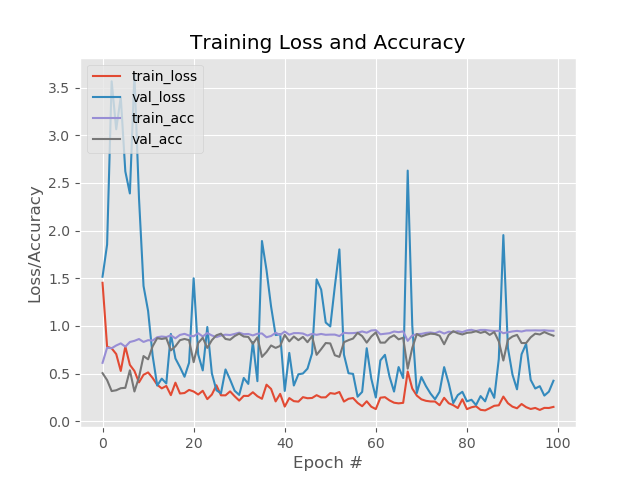 Training Loss and Accuracy
train_loss
val_loss
train_acc
val_acc
3.5
3.0
2.5
2.0
1.5
1.0
0.5
0.0
Loss/Accuracy
0 20 40 60 80 100
Epoch #